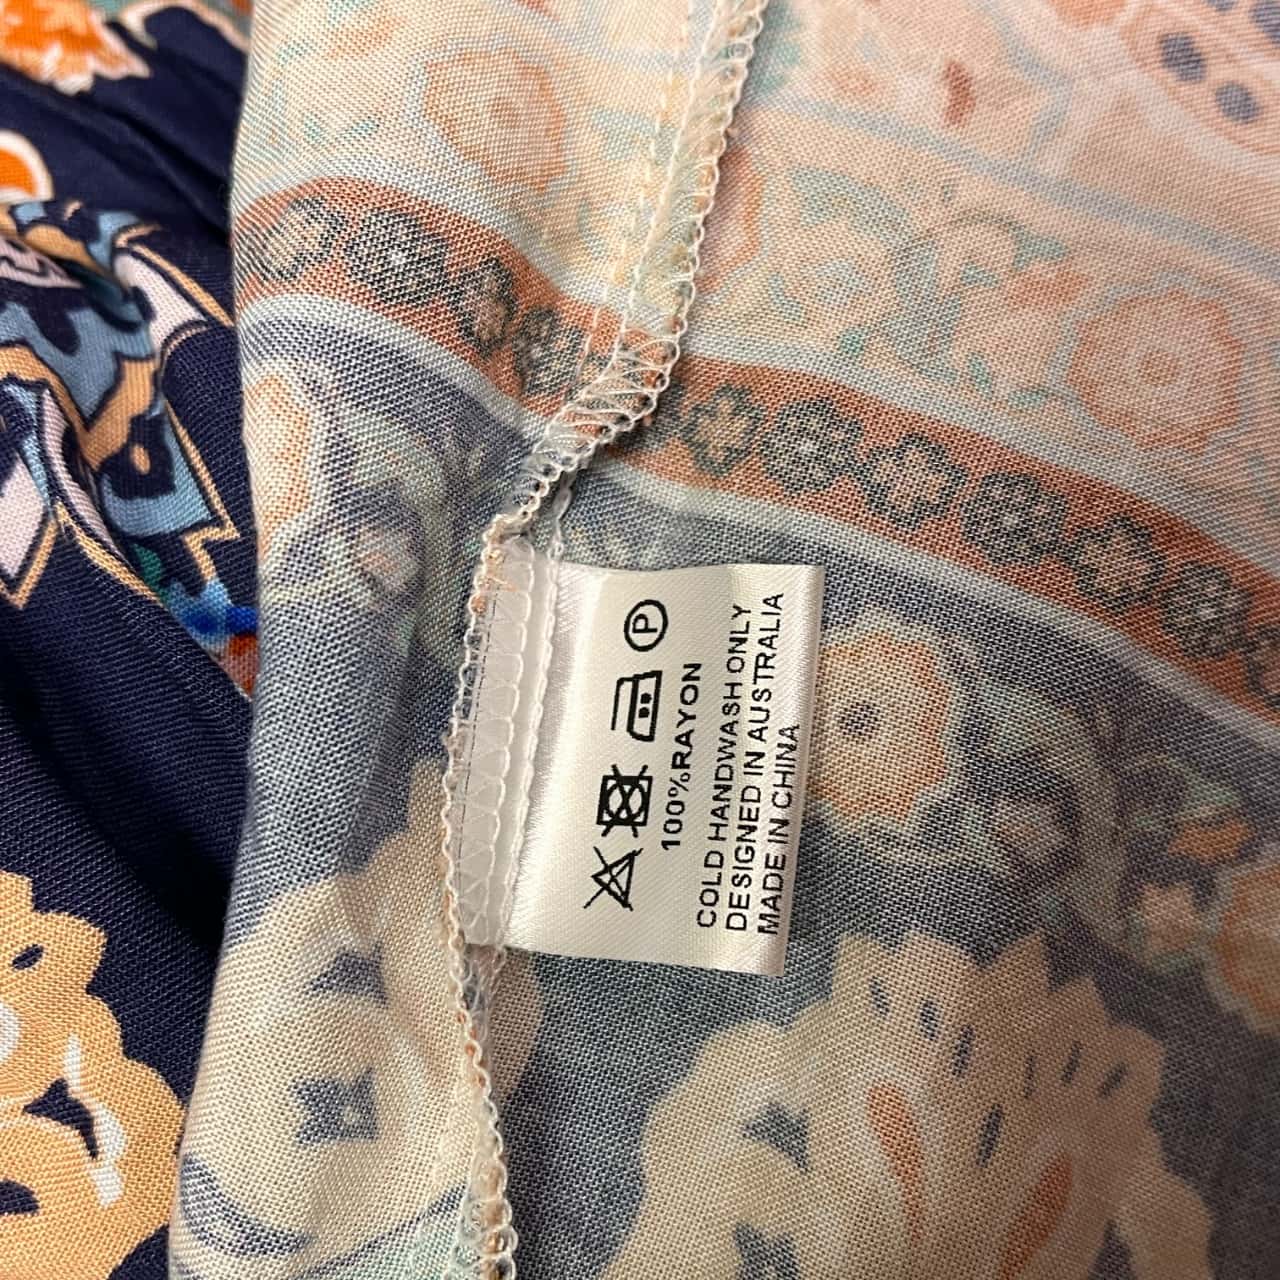 P
100%RAYON
COLD HANDWASH ONLY
DESIGNED IN AUSTRALIA
MADE IN CHINA